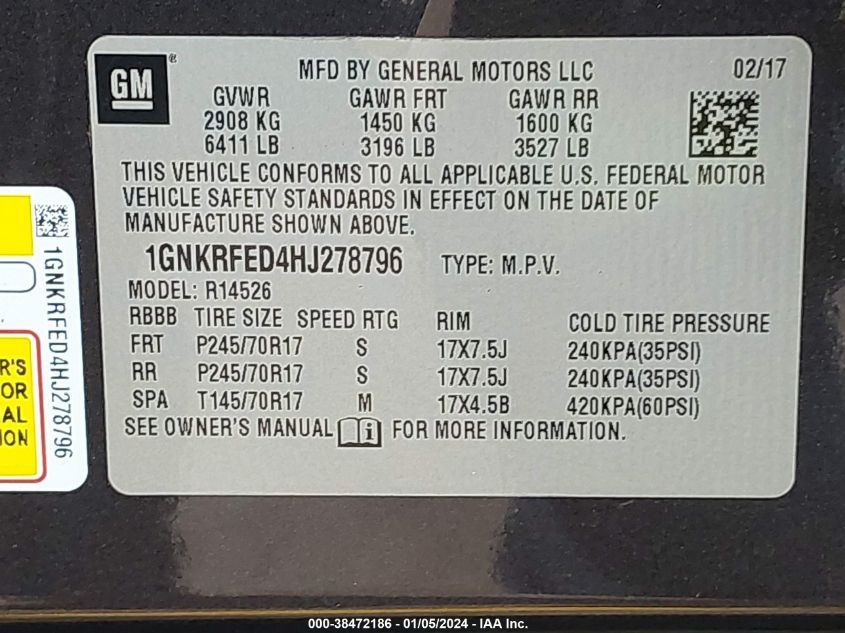 GM
MFD BY GENERAL MOTORS LLC 02/17
GVWR GAWR FRT GAWR RR
2908 KG 1450 KG 1600 KG
6411 LB 3196 LB 3527 LB
THIS VEHICLE CONFORMS TO ALL APPLICABLE U.S. FEDERAL MOTOR
VEHICLE SAFETY STANDARDS IN EFFECT ON THE DATE OF
MANUFACTURE SHOWN ABOVE.
1GNKRFED4HJ278796 TYPE: M.P.V.
MODEL: R14526
RBBB TIRE SIZE SPEED RTG RIM COLD TIRE PRESSURE
FRT P245/70R17 S 17X7.5J 240KPA(35PSI)
RR P245/70R17 S 17X7.5J 240KPA(35PSI)
SPA T145/70R17 M 17X4.5B 420KPA(60PSI)
SEE OWNER'S MANUAL i FOR MORE INFORMATION.
1GNKRFED4HJ278796
R'S
OR
AL
ION
000-38472186 - 01/05/2024 - IAA Inc.